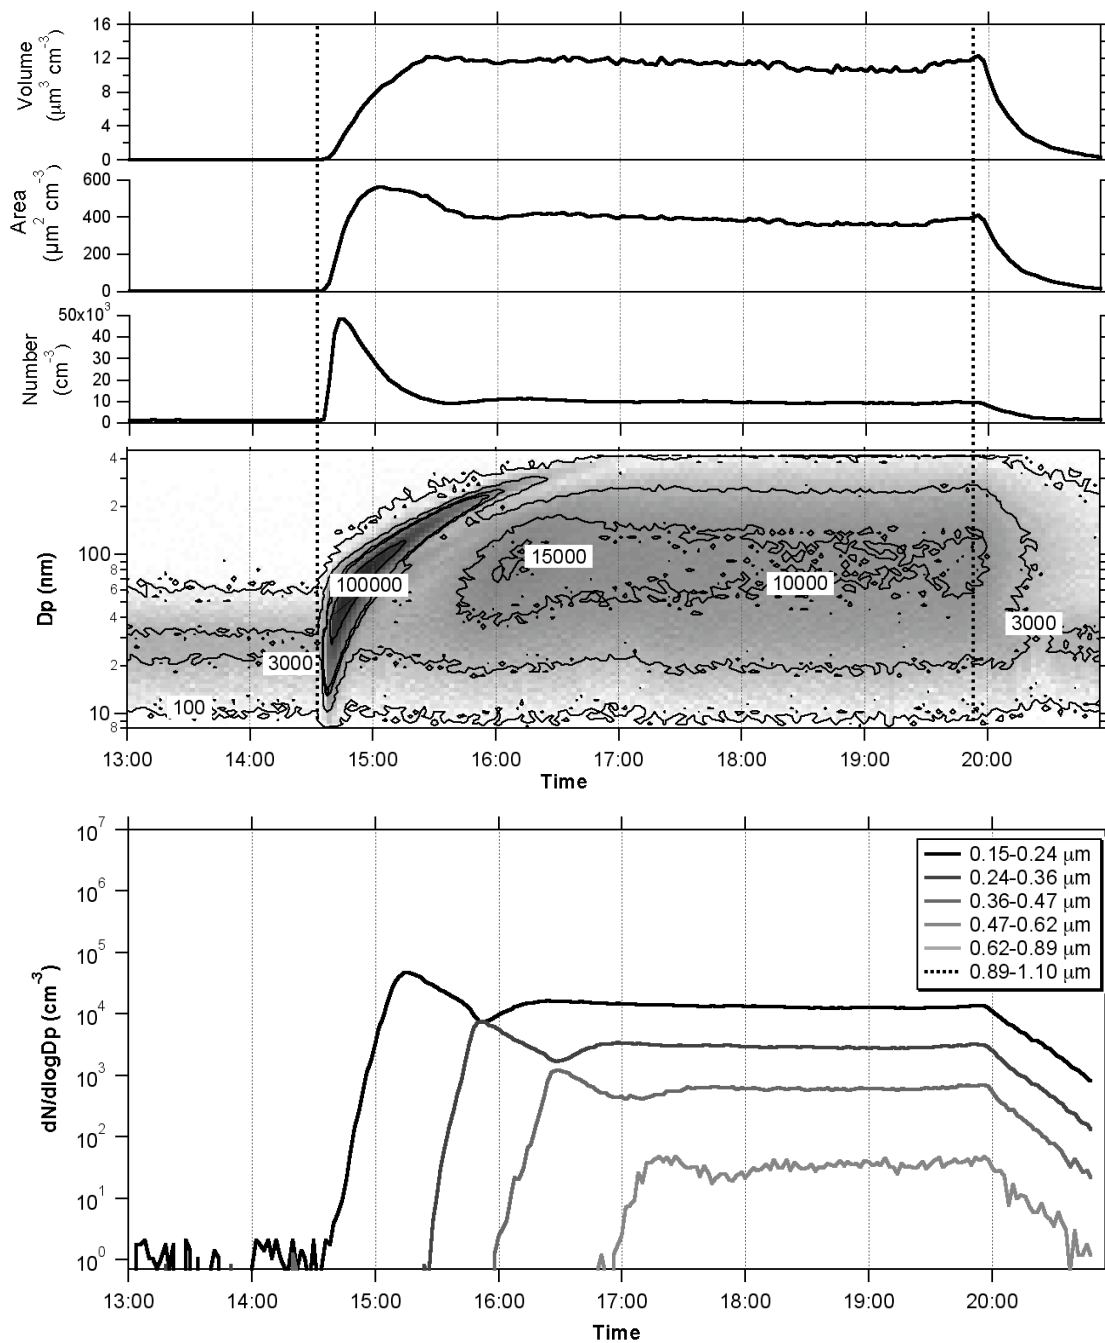 Volume
(μm³ cm⁻³)
16
12
8
4
0
Area
(μm² cm⁻³)
600
400
200
0
Number
(cm⁻³)
50x10³
40
30
20
10
0
Dp (nm)
4
2
100
8
6
4
2
10
8
15000
100000
10000
3000
3000
100
13:00 14:00 15:00 16:00 17:00 18:00 19:00 20:00
Time
dN/dlogDp (cm⁻³)
10⁷
10⁶
10⁵
10⁴
10³
10²
10¹
10⁰
0.15-0.24 μm
0.24-0.36 μm
0.36-0.47 μm
0.47-0.62 μm
0.62-0.89 μm
0.89-1.10 μm
13:00 14:00 15:00 16:00 17:00 18:00 19:00 20:00
Time